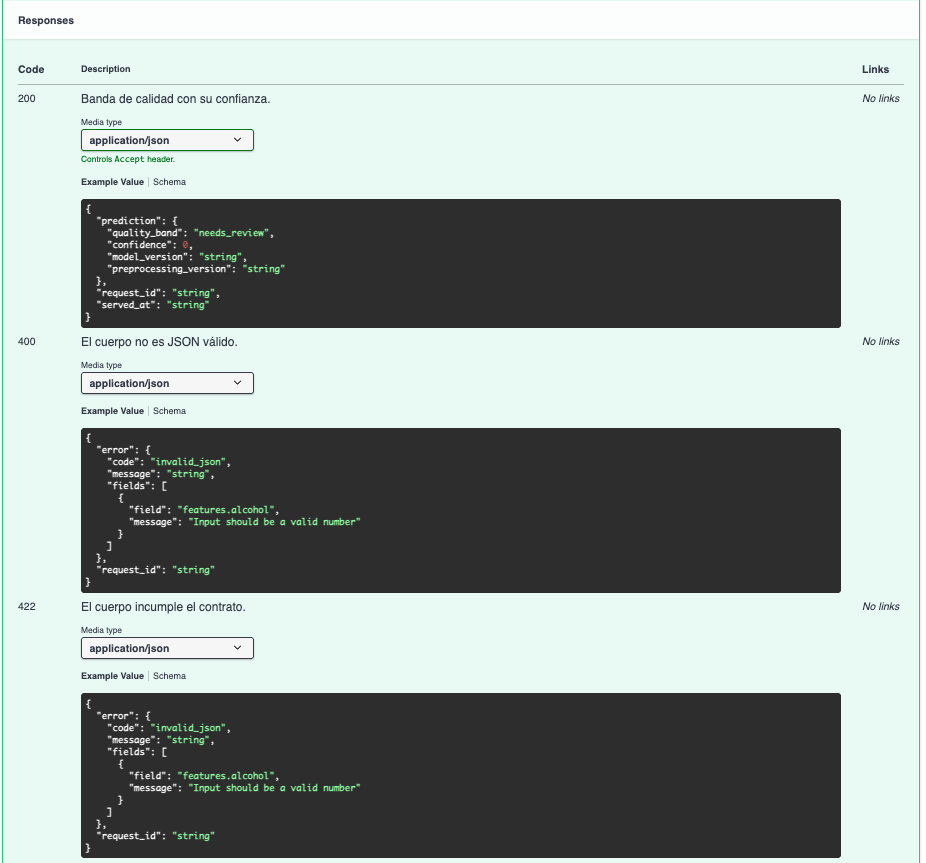 Responses
Code Description Links
200 Banda de calidad con su confianza. No links
Media type
application/json
Controls Accept header.
Example Value Schema
{
  "prediction": {
    "quality_band": "needs_review",
    "confidence": 0,
    "model_version": "string",
    "preprocessing_version": "string"
  },
  "request_id": "string",
  "served_at": "string"
}
400 El cuerpo no es JSON válido. No links
Media type
application/json
Example Value Schema
{
  "error": {
    "code": "invalid_json",
    "message": "string",
    "fields": [
      {
        "field": "features.alcohol",
        "message": "Input should be a valid number"
      }
    ]
  },
  "request_id": "string"
}
422 El cuerpo incumple el contrato. No links
Media type
application/json
Example Value Schema
{
  "error": {
    "code": "invalid_json",
    "message": "string",
    "fields": [
      {
        "field": "features.alcohol",
        "message": "Input should be a valid number"
      }
    ]
  },
  "request_id": "string"
}